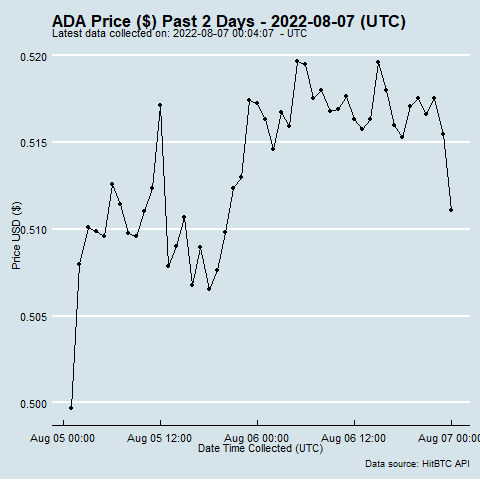 ADA Price ($) Past 2 Days - 2022-08-07 (UTC)
Latest data collected on: 2022-08-07 00:04:07 - UTC
0.520
0.515
0.510
0.505
0.500
Price USD ($)
Aug 05 00:00 Aug 05 12:00 Aug 06 00:00 Aug 06 12:00 Aug 07 00:00
Date Time Collected (UTC)
Data source: HitBTC API